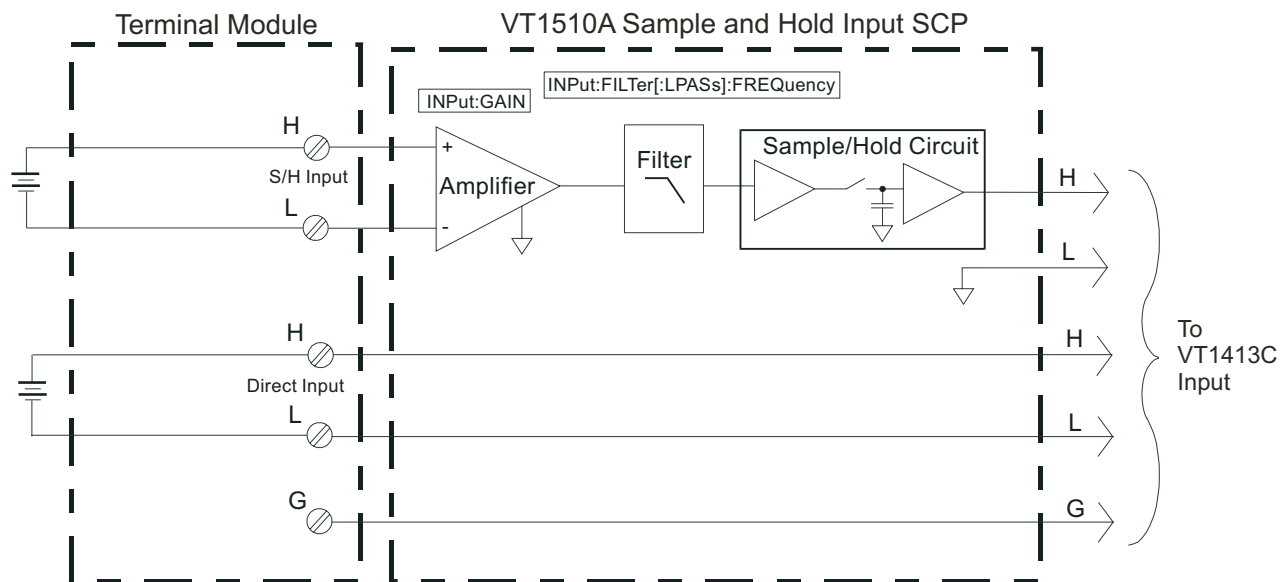 Terminal Module
VT1510A Sample and Hold Input SCP
INPut:GAIN
INPut:FILTer[:LPASs]:FREQuency
H
S/H Input
L
+
Amplifier
-
Filter
Sample/Hold Circuit
H
L
H
Direct Input
L
G
H
L
G
To
VT1413C
Input